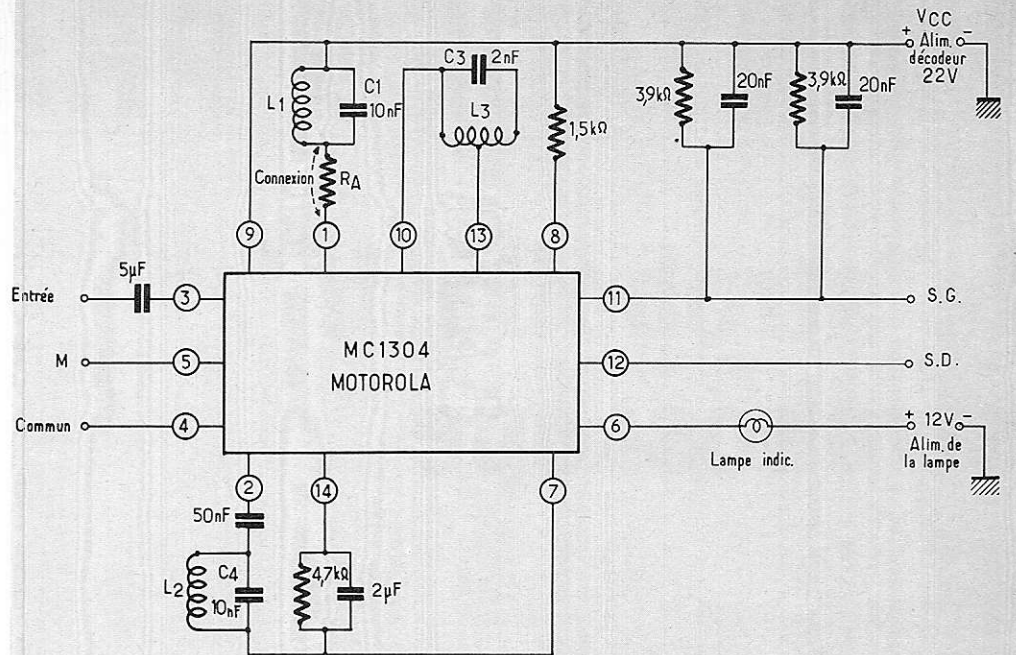 VCC
+ Alim. -
décodeur
22V
C1
10nF
L1
C3
2nF
L3
1,5kΩ
3,9kΩ
20nF
3,9kΩ
20nF
Connexion
RA
9
1
10
13
8
5µF
Entrée
3
11
S.G.
MC1304
MOTOROLA
M
5
12
S.D.
Commun
4
6
Lampe indic.
+ 12V -
Alim. de
la lampe
2
14
7
50nF
L2
C4
10nF
4,7kΩ
2µF